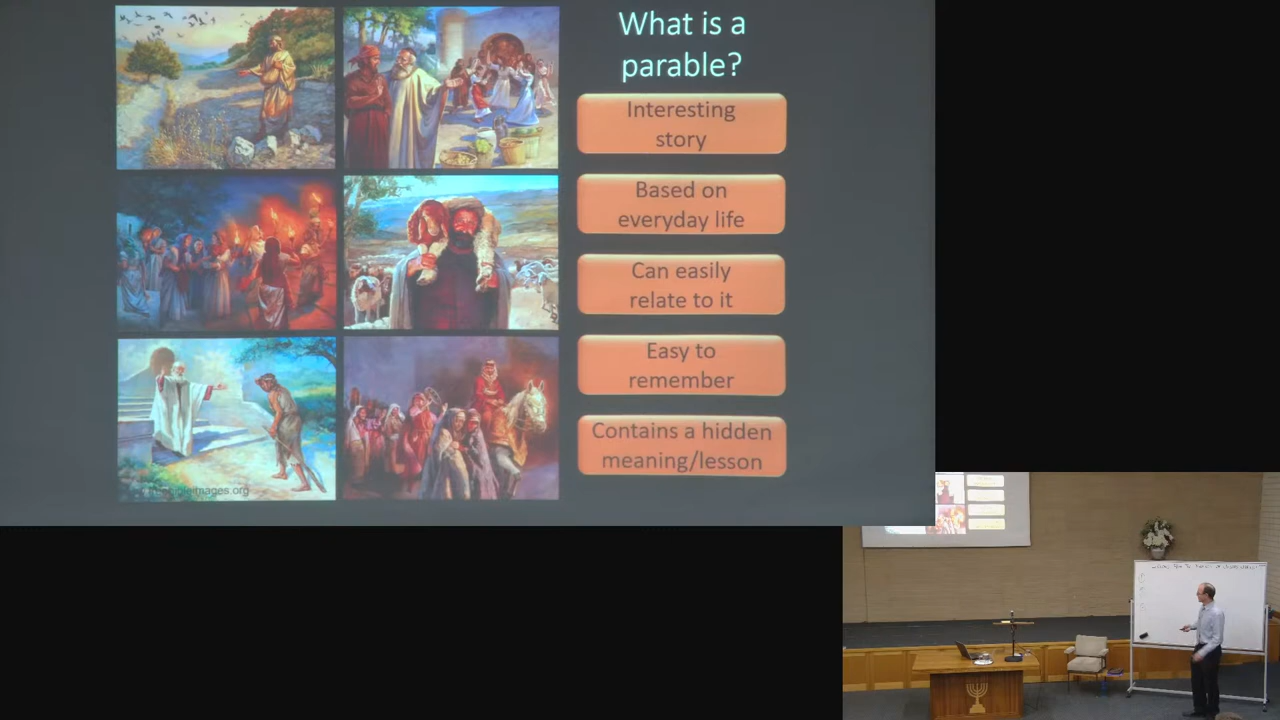 What is a
parable?
Interesting
story
Based on
everyday life
Can easily
relate to it
Easy to
remember
Contains a hidden
meaning/lesson